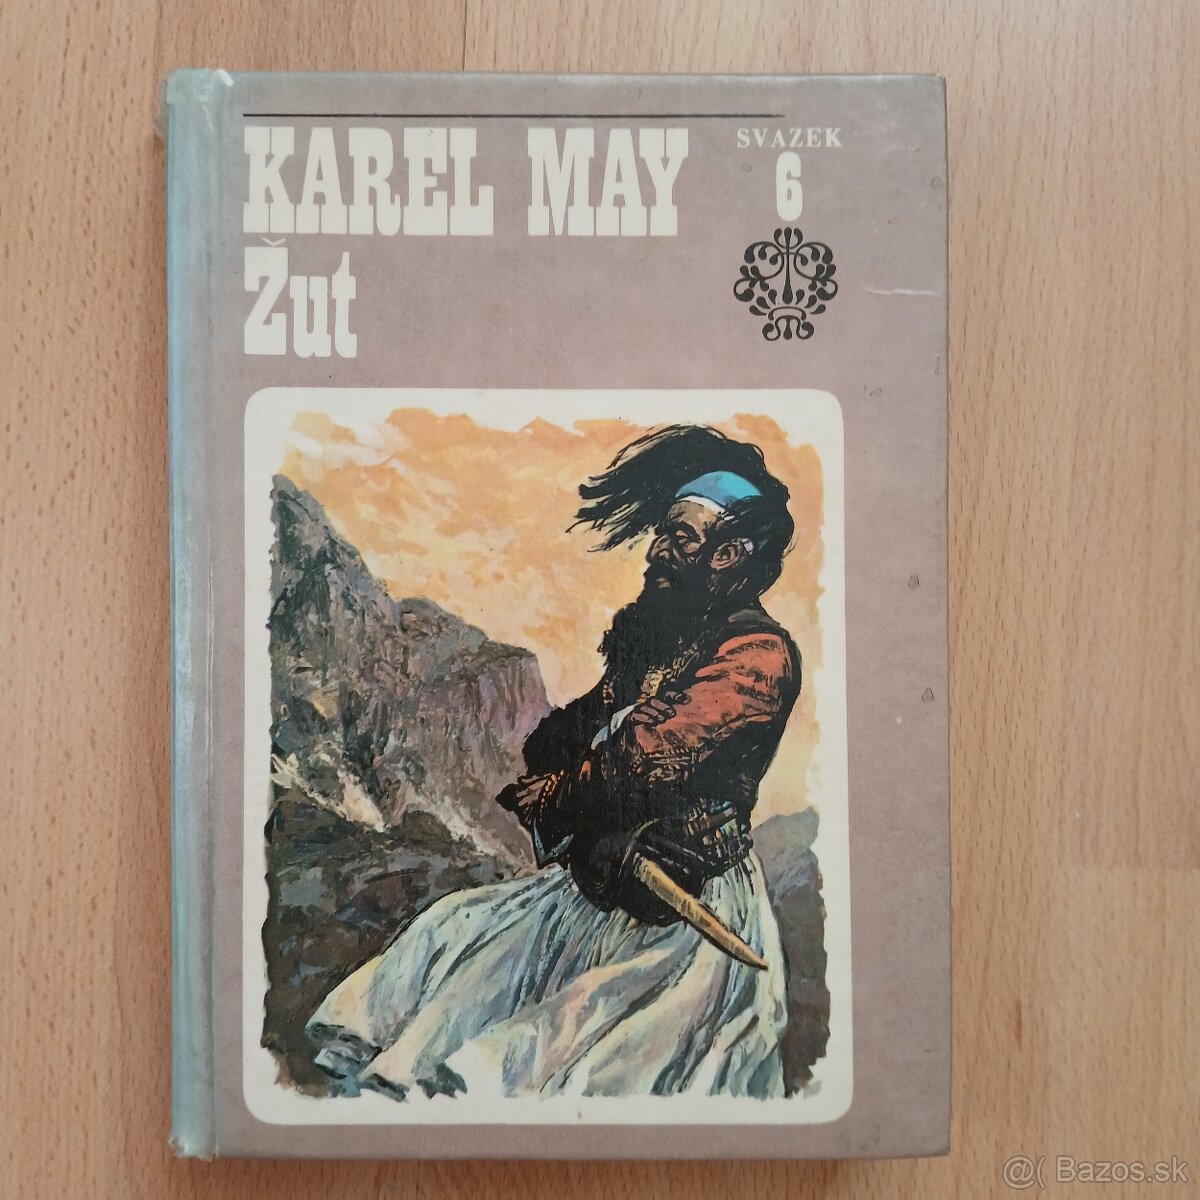 KAREL MAY
Žut
SVAZEK
6
@( Bazos.sk